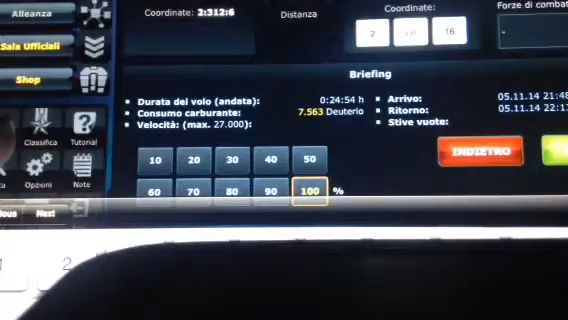 Alleanza
Coordinate: 2:312:6
Distanza
Coordinate:
Forze di combat
Sala Ufficiali
2
16
-
Shop
Briefing
Durata del volo (andata): 0:24:54 h
Consumo carburante: 7.563 Deuterio
Velocità: (max. 27.000):
Arrivo: 05.11.14 21:48
Ritorno: 05.11.14 22:1
Stive vuote:
Classifica
Tutorial
10 20 30 40 50
INDIETRO
Opzioni
Note
60 70 80 90 100 %
ious Next
2